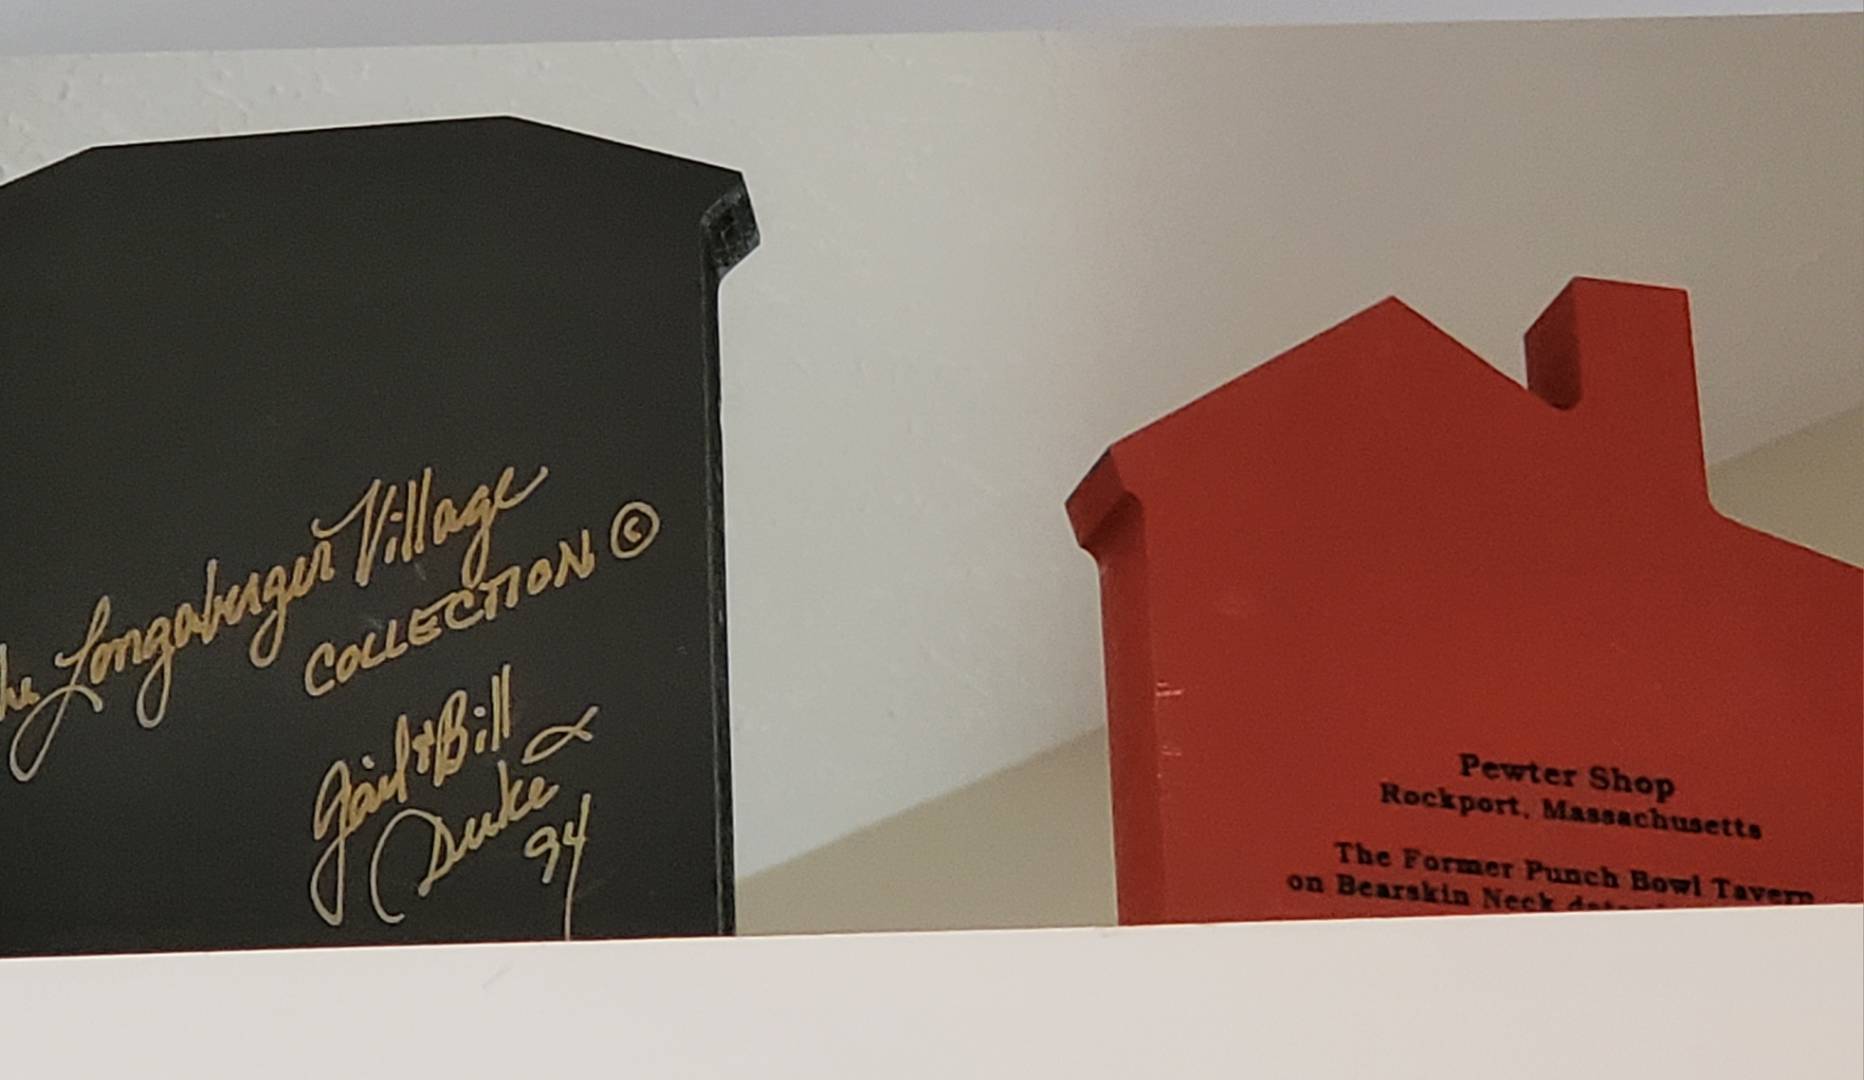 The Longaberger Village
COLLECTION ©
Gail & Bill
Duke
94
Pewter Shop
Rockport, Massachusetts
The Former Punch Bowl Tavern
on Bearskin Neck